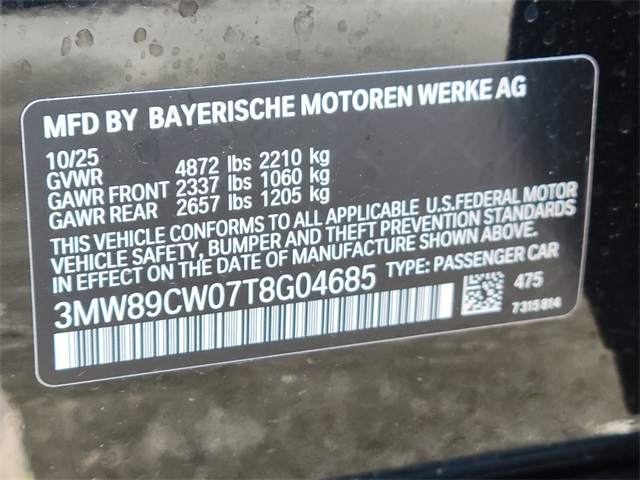 MFD BY BAYERISCHE MOTOREN WERKE AG
10/25
GVWR 4872 lbs 2210 kg
GAWR FRONT 2337 lbs 1060 kg
GAWR REAR 2657 lbs 1205 kg
THIS VEHICLE CONFORMS TO ALL APPLICABLE U.S.FEDERAL MOTOR
VEHICLE SAFETY, BUMPER AND THEFT PREVENTION STANDARDS
IN EFFECT ON THE DATE OF MANUFACTURE SHOWN ABOVE.
3MW89CW07T8G04685 TYPE: PASSENGER CAR
475
7315814